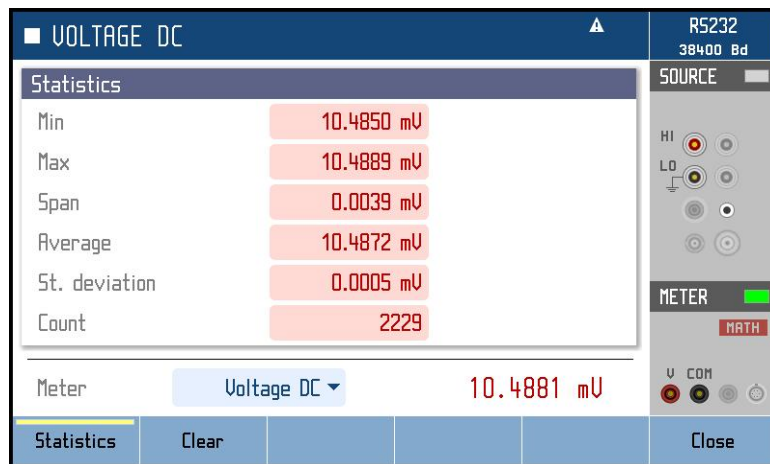 VOLTAGE DC
RS232
38400 Bd
Statistics
Min 10.4850 mV
Max 10.4889 mV
Span 0.0039 mV
Average 10.4872 mV
St. deviation 0.0005 mV
Count 2229
Meter Voltage DC 10.4881 mV
SOURCE
HI
LO
METER
MATH
V COM
Statistics Clear Close